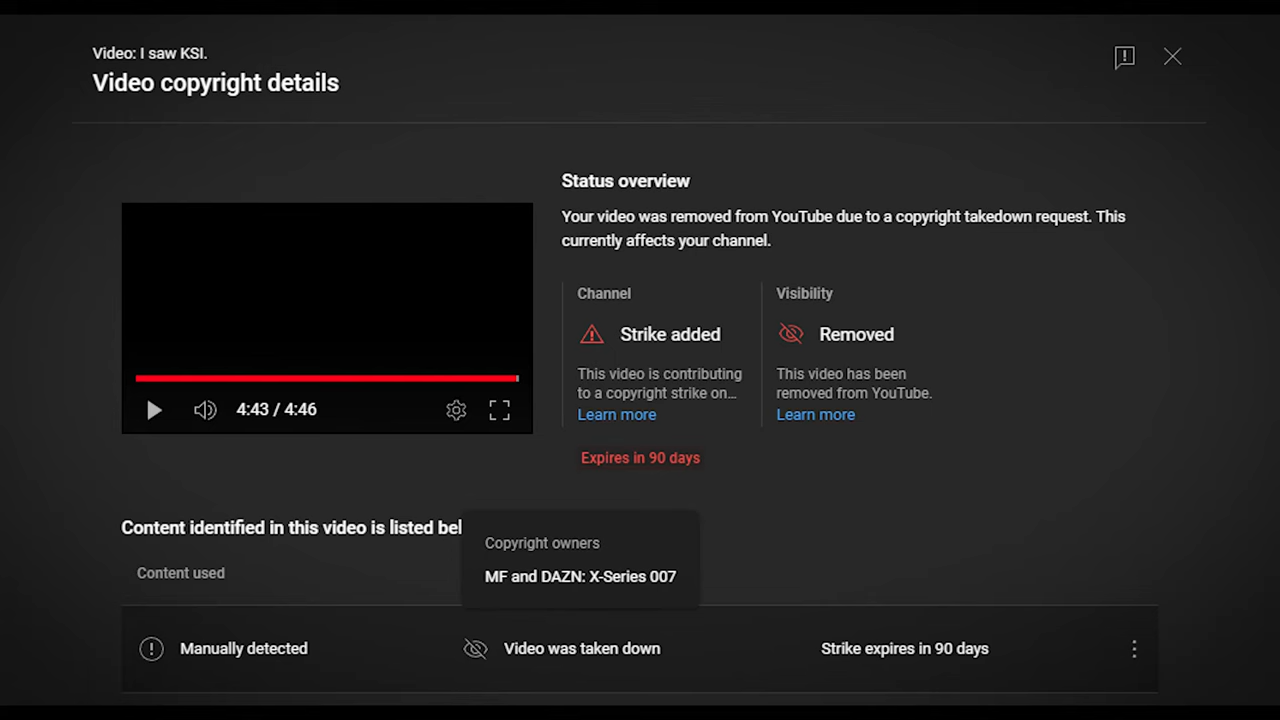 Video: I saw KSI.
Video copyright details
Status overview
Your video was removed from YouTube due to a copyright takedown request. This
currently affects your channel.
Channel
Strike added
This video is contributing
to a copyright strike on...
Learn more
Visibility
Removed
This video has been
removed from YouTube.
Learn more
4:43 / 4:46
Expires in 90 days
Content identified in this video is listed
Copyright owners
MF and DAZN: X-Series 007
Content used
Manually detected
Video was taken down
Strike expires in 90 days